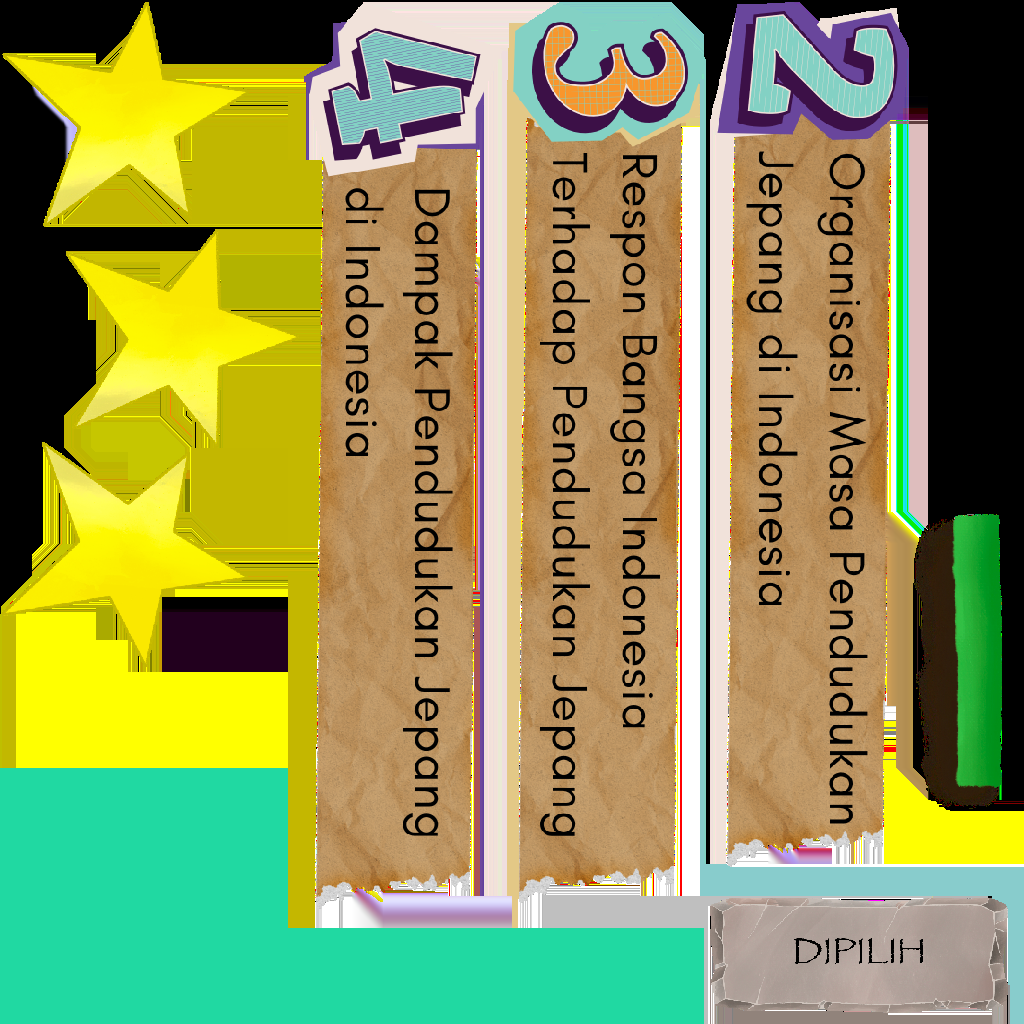 2
Organisasi Masa Pendudukan
Jepang di Indonesia
3
Respon Bangsa Indonesia
Terhadap Pendudukan Jepang
4
Dampak Pendudukan Jepang
di Indonesia
DIPILIH